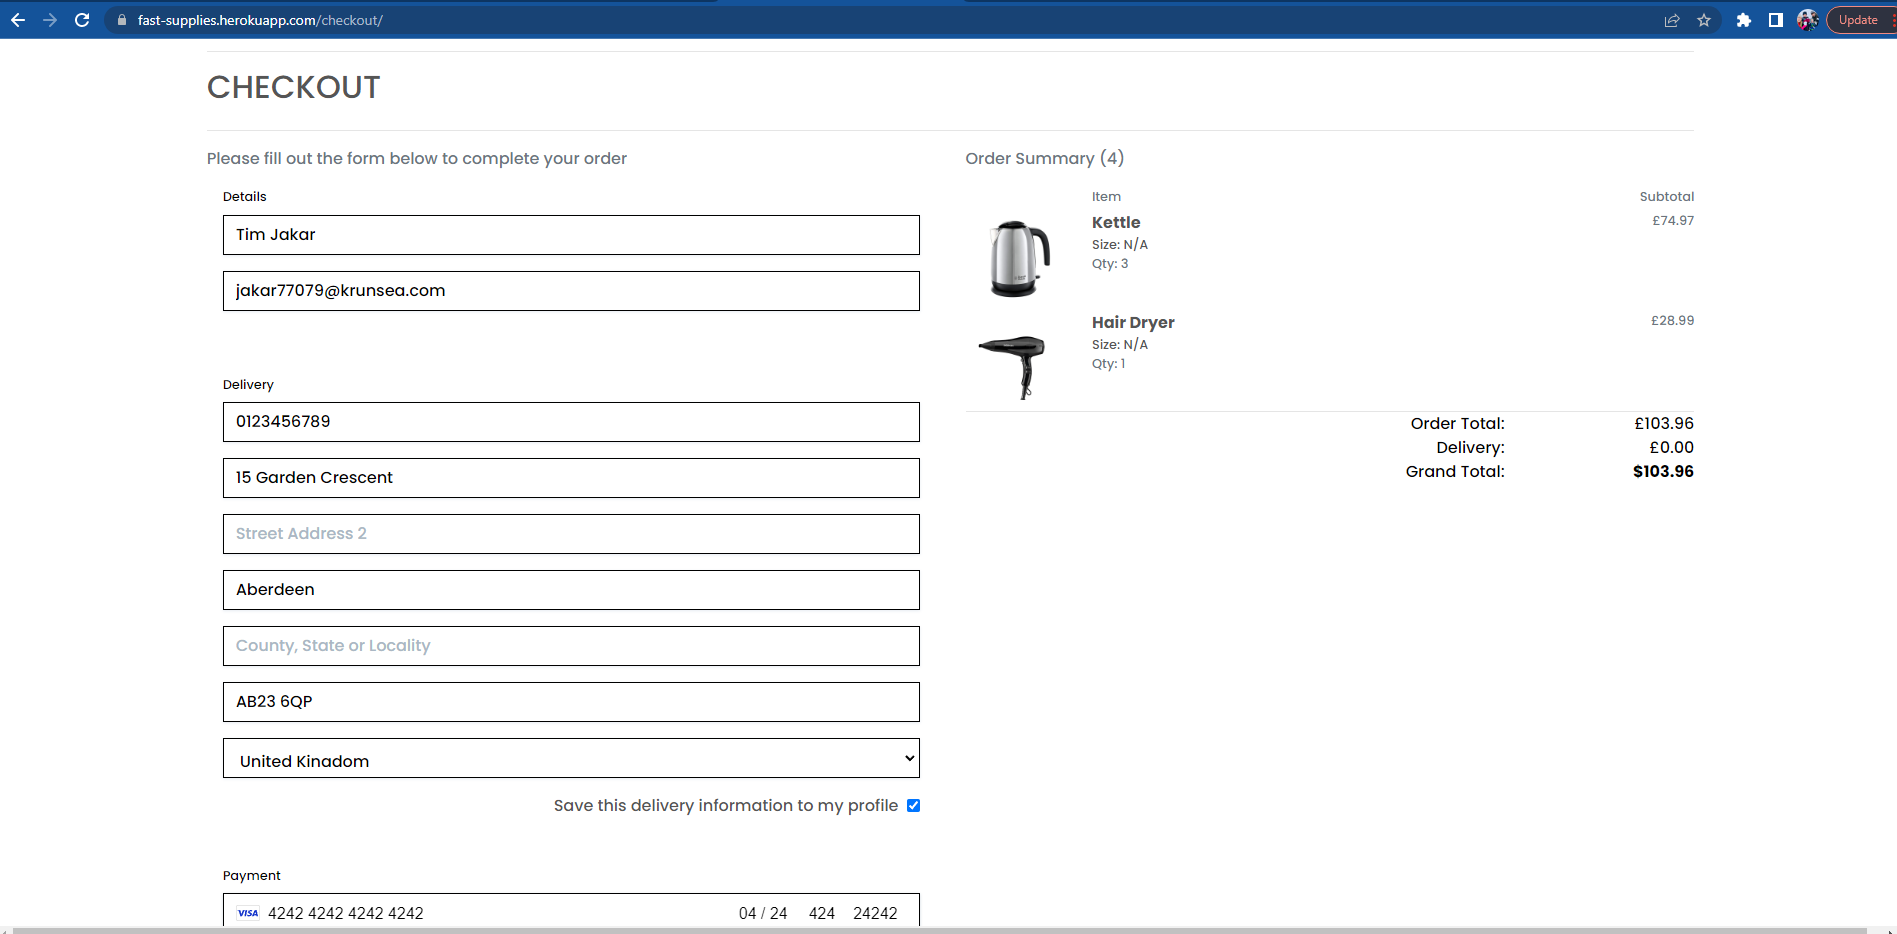 fast-supplies.herokuapp.com/checkout/
Update
CHECKOUT
Please fill out the form below to complete your order
Details
Tim Jakar
jakar77079@krunsea.com
Delivery
0123456789
15 Garden Crescent
Street Address 2
Aberdeen
County, State or Locality
AB23 6QP
United Kingdom
Save this delivery information to my profile
Payment
VISA 4242 4242 4242 4242 04 / 24 424 24242
Order Summary (4)
Item Subtotal
Kettle £74.97
Size: N/A
Qty: 3
Hair Dryer £28.99
Size: N/A
Qty: 1
Order Total: £103.96
Delivery: £0.00
Grand Total: $103.96